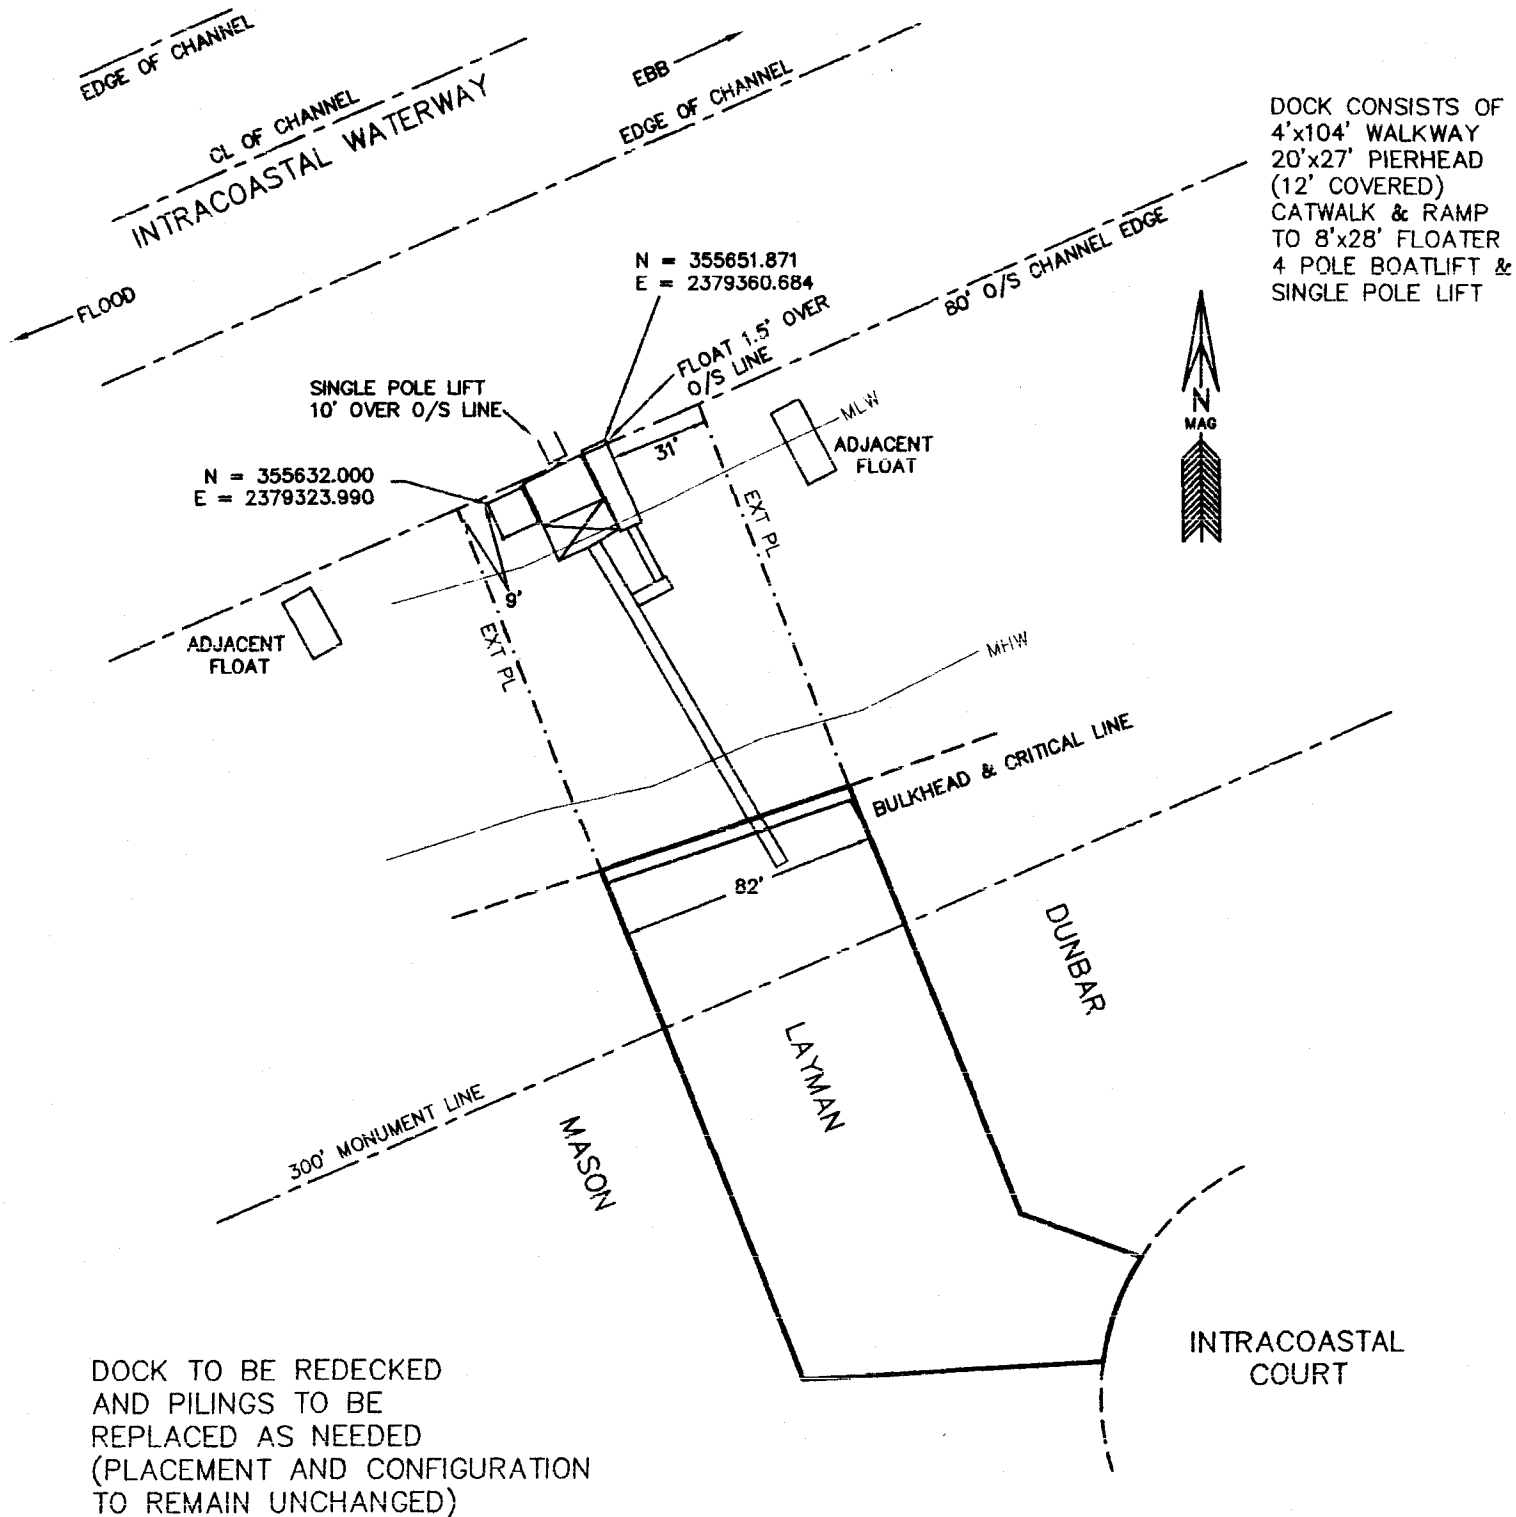 EDGE OF CHANNEL
CL OF CHANNEL
INTRACOASTAL WATERWAY
EBB
EDGE OF CHANNEL
FLOOD
DOCK CONSISTS OF
4'x104' WALKWAY
20'x27' PIERHEAD
(12' COVERED)
CATWALK & RAMP
TO 8'x28' FLOATER
4 POLE BOATLIFT &
SINGLE POLE LIFT
N = 355651.871
E = 2379360.684
80' O/S CHANNEL EDGE
FLOAT 1.5' OVER
O/S LINE
SINGLE POLE LIFT
10' OVER O/S LINE
N
MAG
MLW
31'
ADJACENT
FLOAT
N = 355632.000
E = 2379323.990
EXT PL
9'
ADJACENT
FLOAT
EXT PL
MHW
BULKHEAD & CRITICAL LINE
82'
DUNBAR
LAYMAN
MASON
300' MONUMENT LINE
INTRACOASTAL
COURT
DOCK TO BE REDECKED
AND PILINGS TO BE
REPLACED AS NEEDED
(PLACEMENT AND CONFIGURATION
TO REMAIN UNCHANGED)